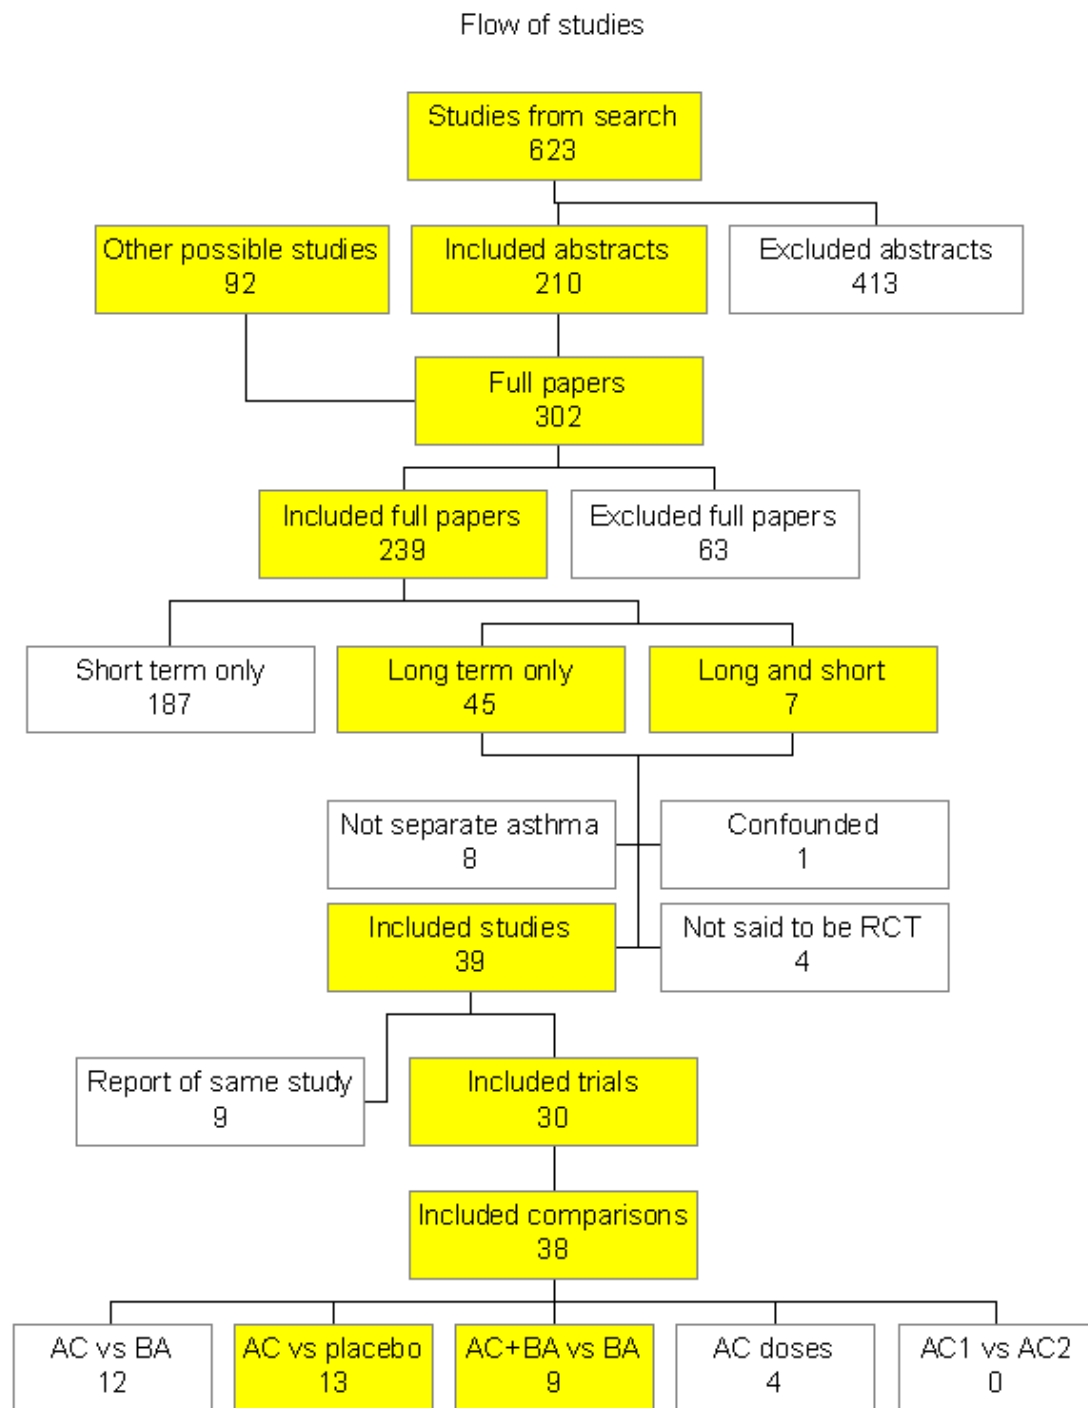 Flow of studies
Studies from search
623
Other possible studies
92
Included abstracts
210
Excluded abstracts
413
Full papers
302
Included full papers
239
Excluded full papers
63
Short term only
187
Long term only
45
Long and short
7
Not separate asthma
8
Confounded
1
Included studies
39
Not said to be RCT
4
Report of same study
9
Included trials
30
Included comparisons
38
AC vs BA
12
AC vs placebo
13
AC+BA vs BA
9
AC doses
4
AC1 vs AC2
0